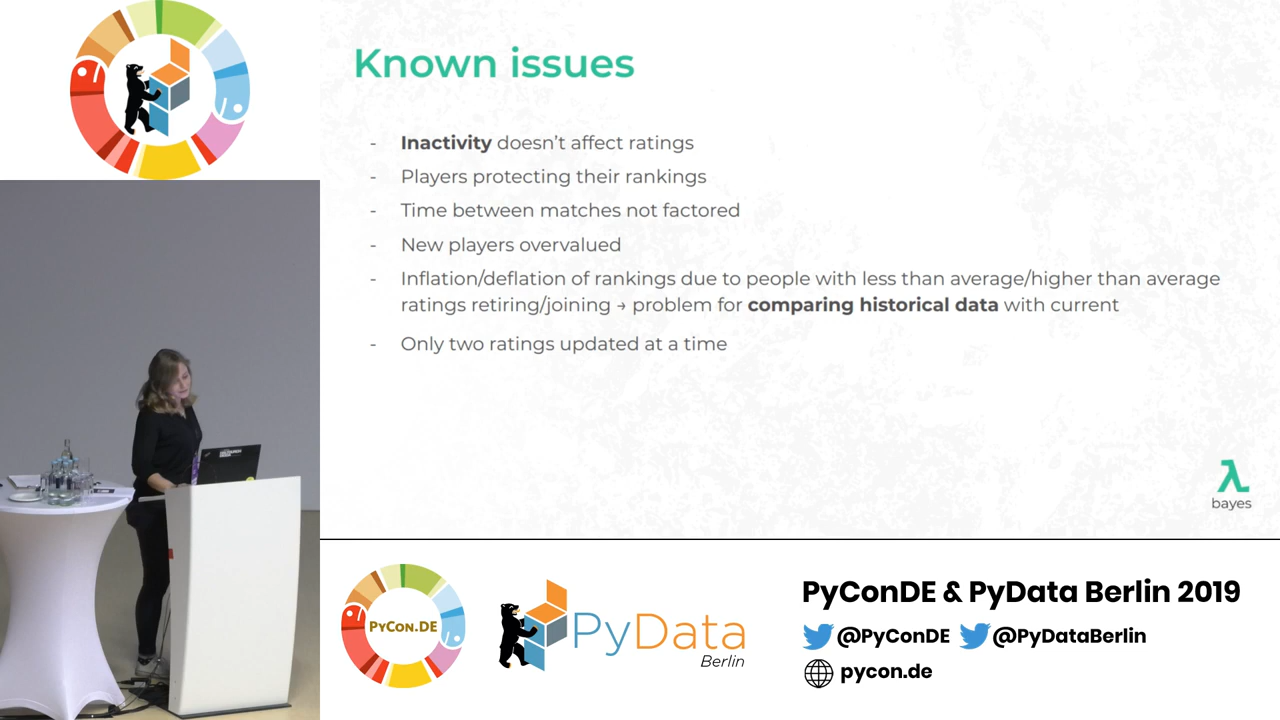 Known issues
- Inactivity doesn't affect ratings
- Players protecting their rankings
- Time between matches not factored
- New players overvalued
- Inflation/deflation of rankings due to people with less than average/higher than average
ratings retiring/joining → problem for comparing historical data with current
- Only two ratings updated at a time
λ
bayes
PyCon.DE
PyData
Berlin
PyConDE & PyData Berlin 2019
@PyConDE @PyDataBerlin
pycon.de